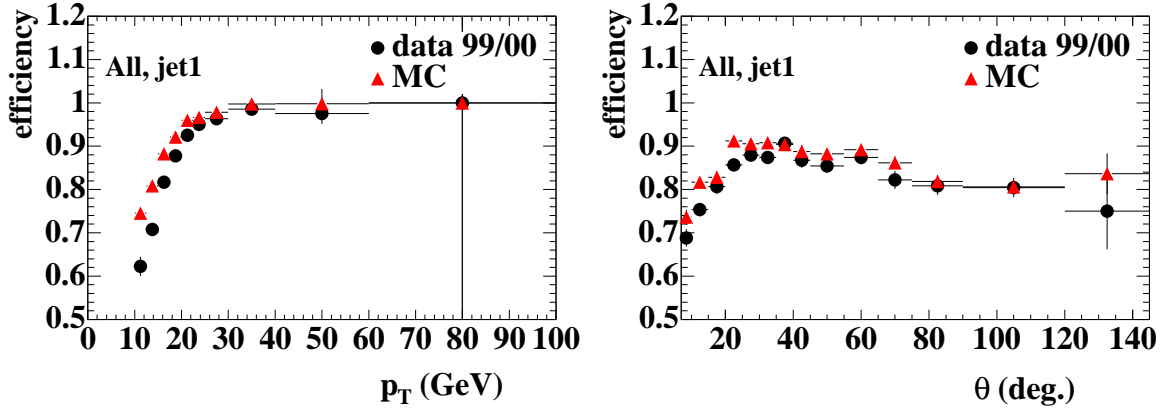 efficiency
1.2
1.1
1
0.9
0.8
0.7
0.6
0.5
All, jet1
data 99/00
MC
0 10 20 30 40 50 60 70 80 90 100
p_T (GeV)
efficiency
1.2
1.1
1
0.9
0.8
0.7
0.6
0.5
All, jet1
data 99/00
MC
20 40 60 80 100 120 140
θ (deg.)